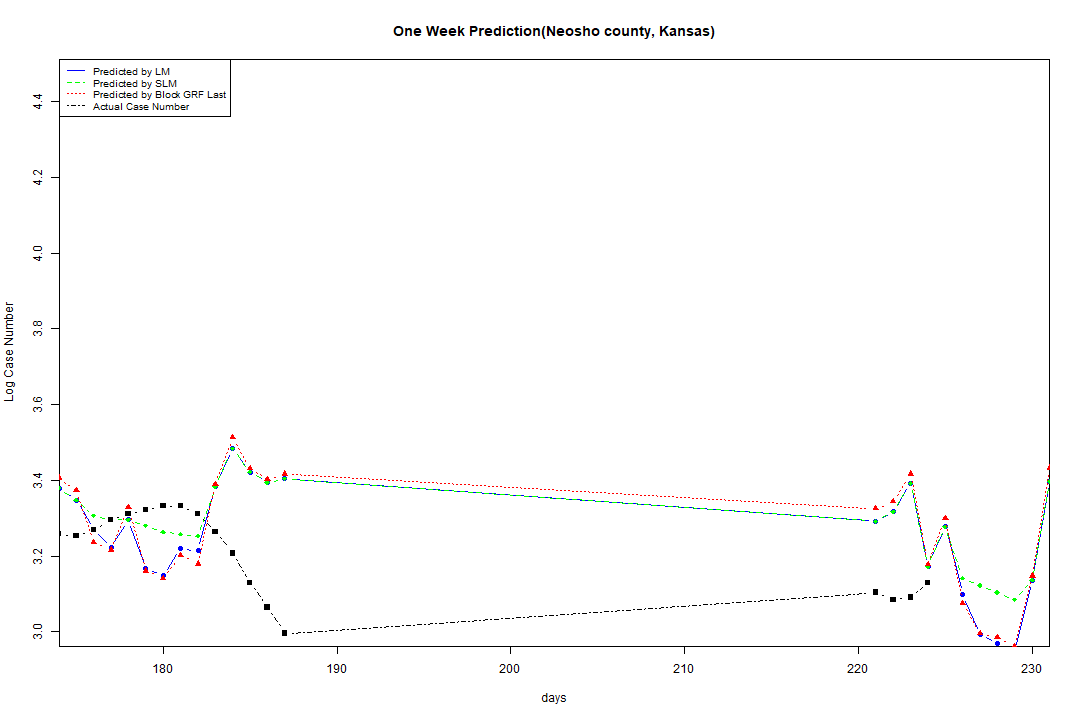 One Week Prediction(Neosho county, Kansas)
Predicted by LM
Predicted by SLM
Predicted by Block GRF Last
Actual Case Number
4.4
4.2
4.0
3.8
3.6
3.4
3.2
3.0
Log Case Number
180 190 200 210 220 230
days